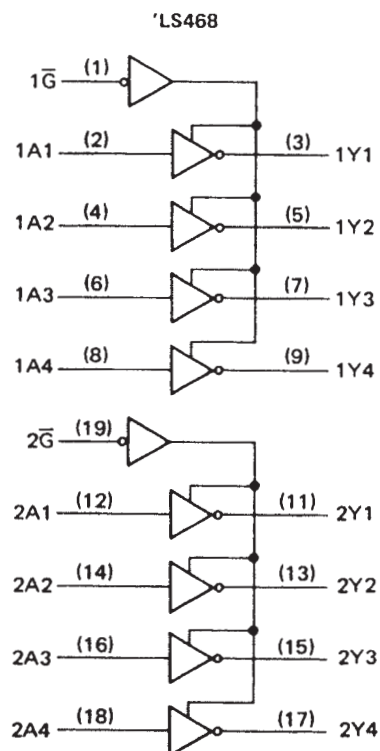 'LS468
1G̅ (1)
1A1 (2) (3) 1Y1
1A2 (4) (5) 1Y2
1A3 (6) (7) 1Y3
1A4 (8) (9) 1Y4
2G̅ (19)
2A1 (12) (11) 2Y1
2A2 (14) (13) 2Y2
2A3 (16) (15) 2Y3
2A4 (18) (17) 2Y4